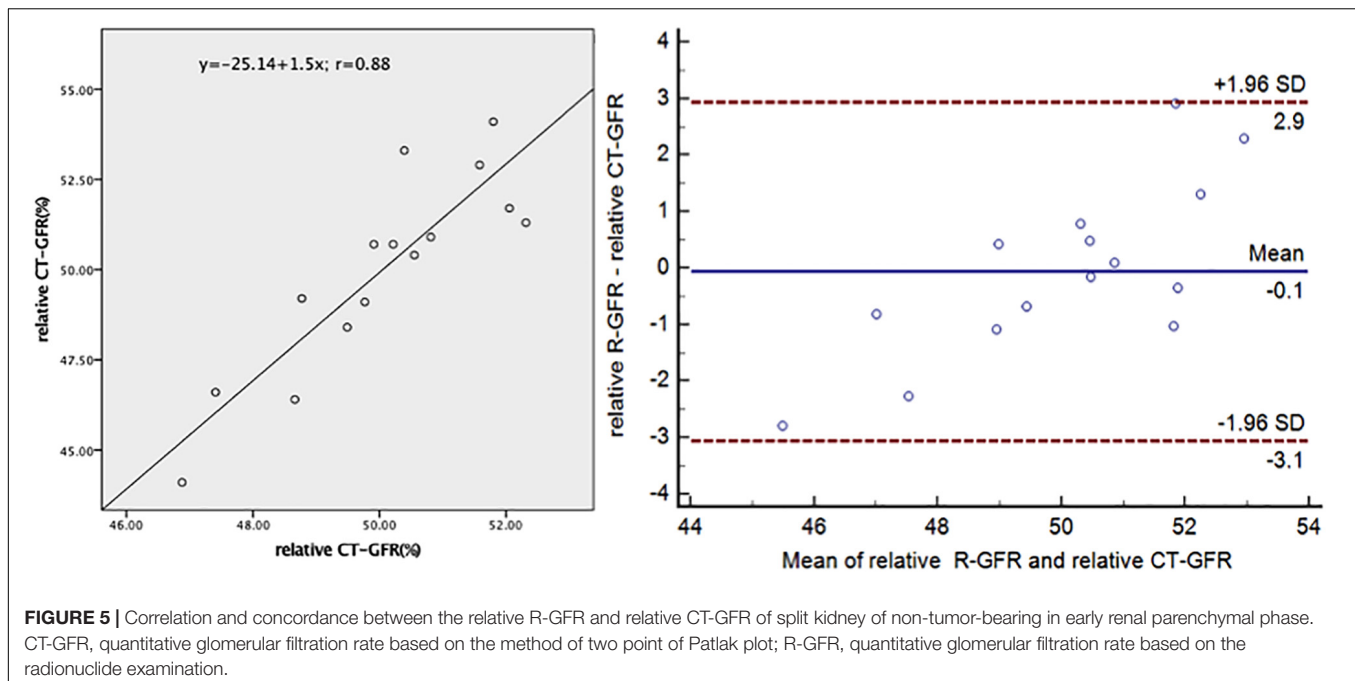 y=-25.14+1.5x; r=0.88
relative CT-GFR(%)
55.00
52.50
50.00
47.50
45.00
46.00 48.00 50.00 52.00
relative CT-GFR(%)
relative R-GFR - relative CT-GFR
4
3
2
1
0
-1
-2
-3
-4
+1.96 SD
2.9
Mean
-0.1
-1.96 SD
-3.1
44 46 48 50 52 54
Mean of relative R-GFR and relative CT-GFR
FIGURE 5 | Correlation and concordance between the relative R-GFR and relative CT-GFR of split kidney of non-tumor-bearing in early renal parenchymal phase.
CT-GFR, quantitative glomerular filtration rate based on the method of two point of Patlak plot; R-GFR, quantitative glomerular filtration rate based on the
radionuclide examination.